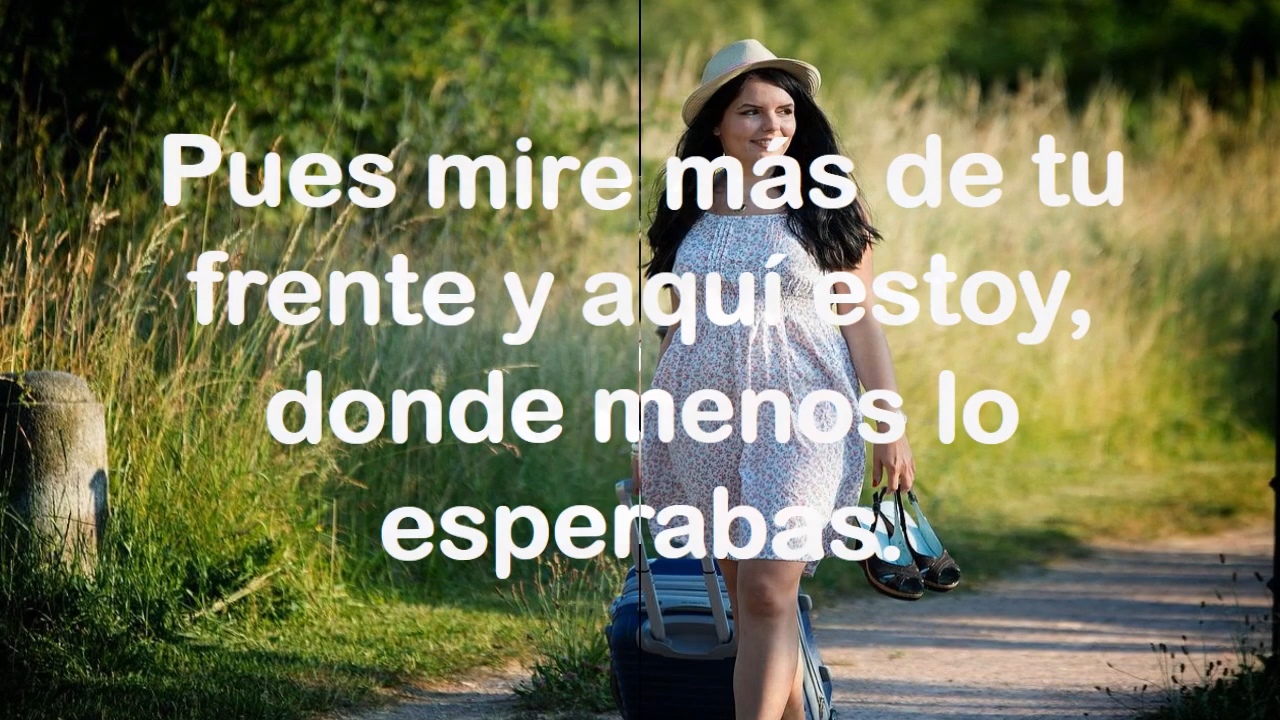 Pues mire más de tu
frente y aquí estoy,
donde menos lo
esperabas.